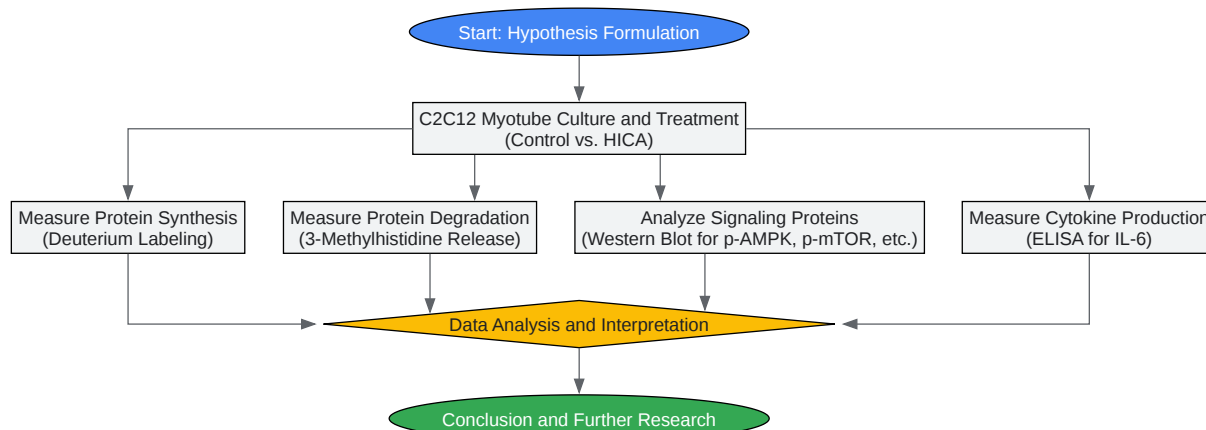 Start: Hypothesis Formulation
C2C12 Myotube Culture and Treatment
(Control vs. HICA)
Measure Protein Synthesis
(Deuterium Labeling)
Measure Protein Degradation
(3-Methylhistidine Release)
Analyze Signaling Proteins
(Western Blot for p-AMPK, p-mTOR, etc.)
Measure Cytokine Production
(ELISA for IL-6)
Data Analysis and Interpretation
Conclusion and Further Research